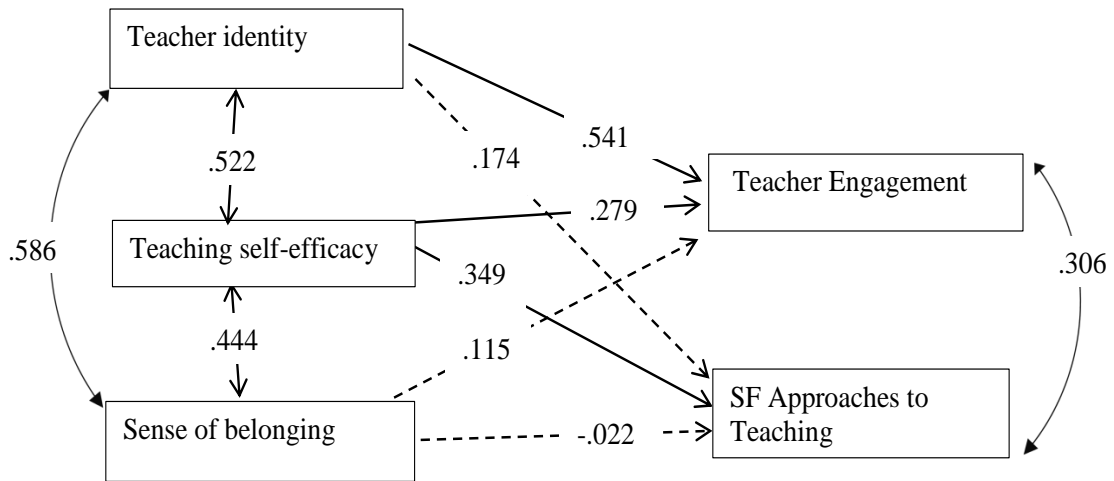 Teacher identity
.541
.174
.522
Teacher Engagement
.279
.586
Teaching self-efficacy
.349
.306
.444
.115
SF Approaches to
Teaching
Sense of belonging
-.022